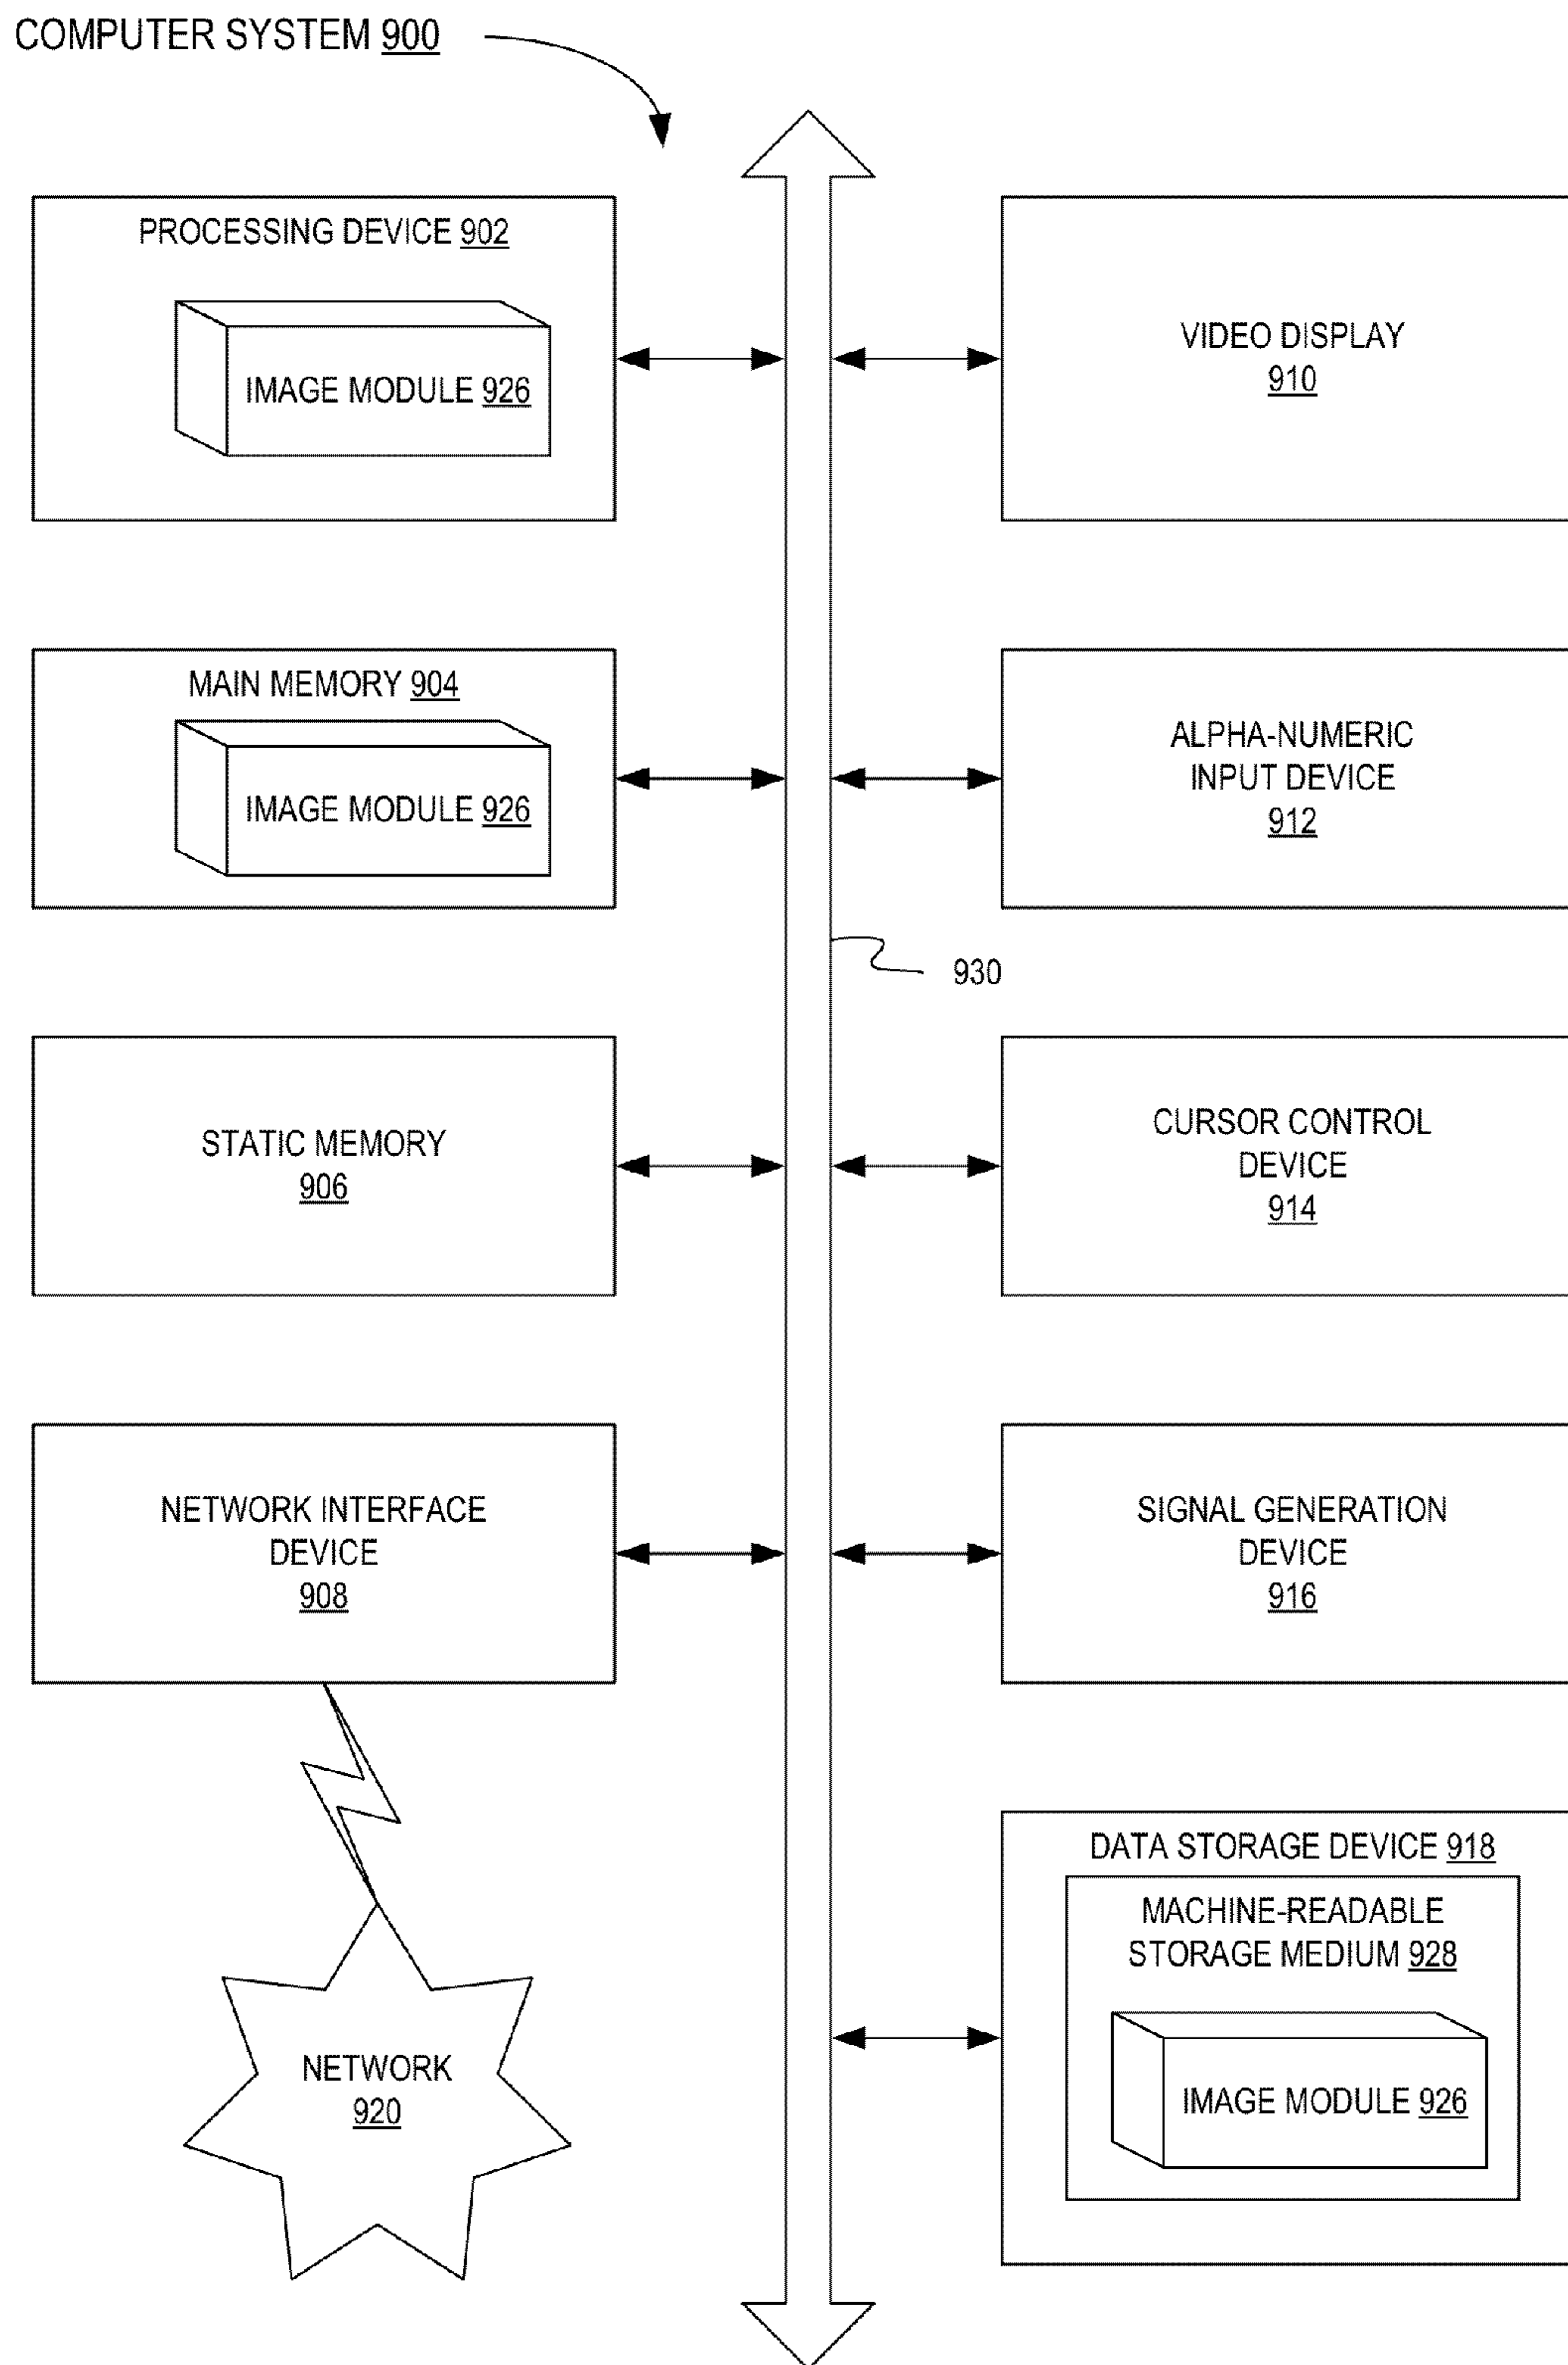 COMPUTER SYSTEM 900
PROCESSING DEVICE 902
IMAGE MODULE 926
VIDEO DISPLAY
910
MAIN MEMORY 904
IMAGE MODULE 926
ALPHA-NUMERIC
INPUT DEVICE
912
930
STATIC MEMORY
906
CURSOR CONTROL
DEVICE
914
NETWORK INTERFACE
DEVICE
908
SIGNAL GENERATION
DEVICE
916
DATA STORAGE DEVICE 918
MACHINE-READABLE
STORAGE MEDIUM 928
IMAGE MODULE 926
NETWORK
920